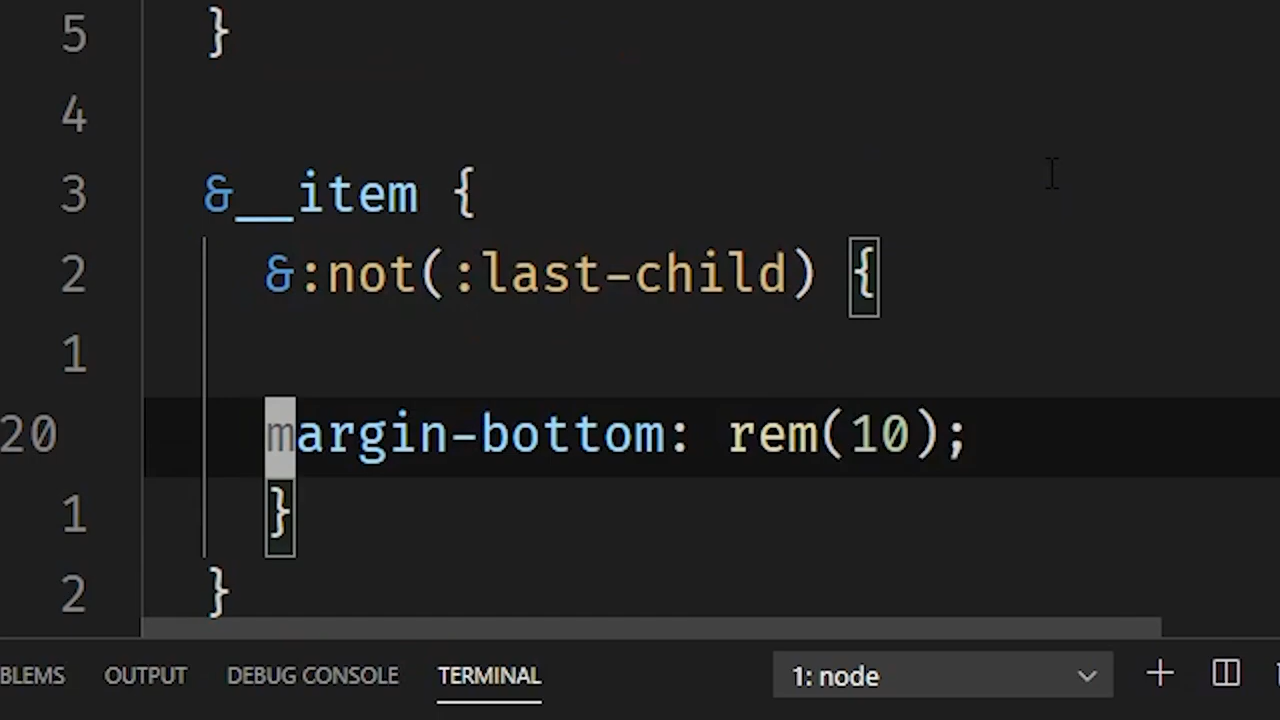 5 }
4
3 &__item {
2 &:not(:last-child) {
1
20 margin-bottom: rem(10);
1 }
2 }
BLEMS OUTPUT DEBUG CONSOLE TERMINAL 1: node